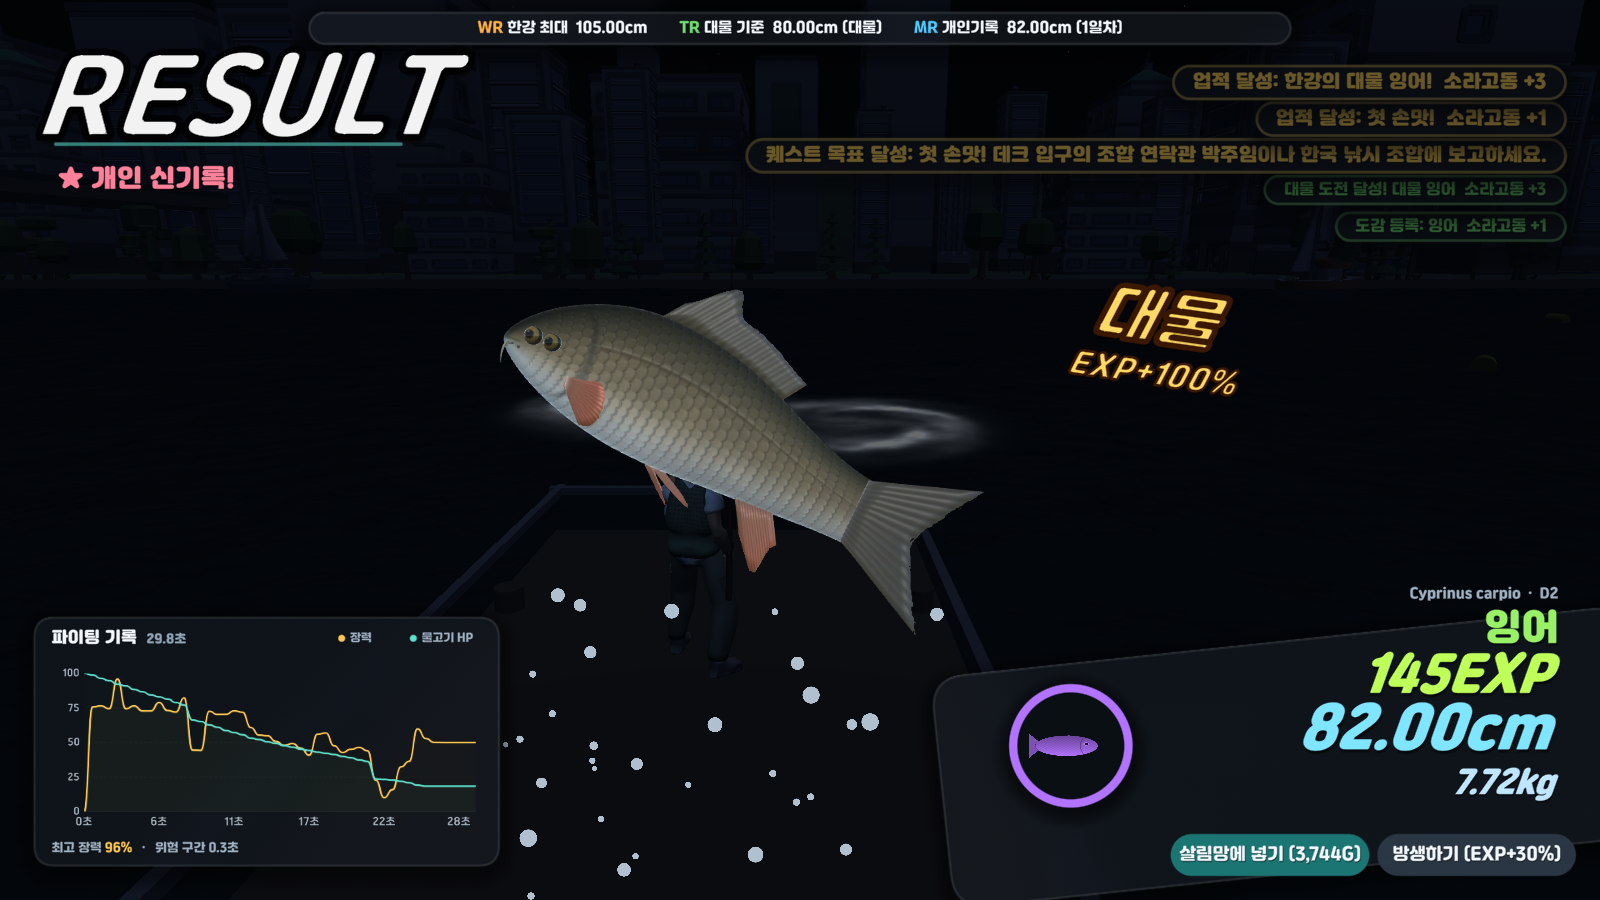 WR 한강 최대 105.00cm TR 대물 기준 80.00cm (대물) MR 개인기록 82.00cm (1일차)
RESULT
★ 개인 신기록!
업적 달성: 한강의 대물 잉어! 소라고동 +3
업적 달성: 첫 손맛! 소라고동 +1
퀘스트 목표 달성: 첫 손맛! 데크 입구의 조합 연락관 박주임이나 한국 낚시 조합에 보고하세요.
대물 도전 달성! 대물 잉어 소라고동 +3
도감 등록: 잉어 소라고동 +1
대물
EXP+100%
파이팅 기록 29.8초
장력 물고기 HP
100
75
50
25
0
0초 6초 11초 17초 22초 28초
최고 장력 96% · 위험 구간 0.3초
Cyprinus carpio · D2
잉어
145EXP
82.00cm
7.72kg
살림망에 넣기 (3,744G) 방생하기 (EXP+30%)